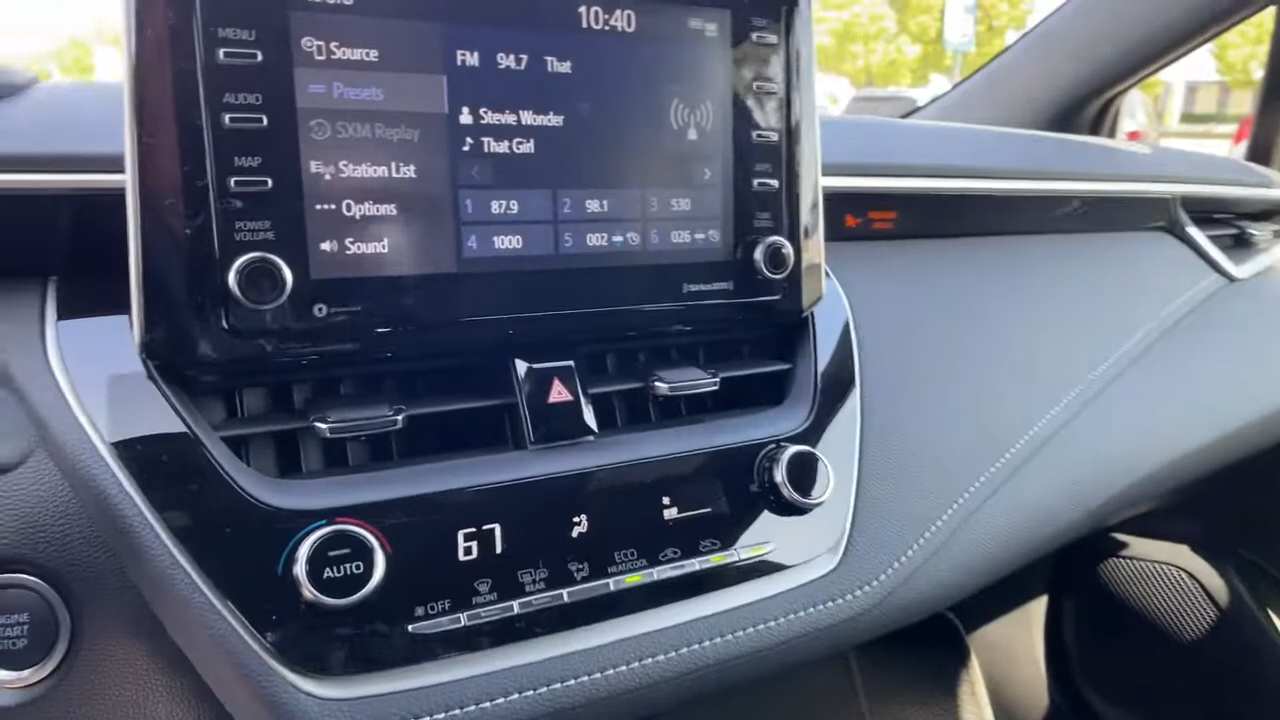 10:40
MENU
AUDIO
MAP
POWER
VOLUME
Source
Presets
SXM Replay
Station List
Options
Sound
FM 94.7 That
Stevie Wonder
That Girl
1 87.9 2 98.1 3 530
4 1000 5 002 6 026
AUTO
67
OFF
FRONT
REAR
ECO
HEAT/COOL
SiriusXM
ENGINE
START
STOP